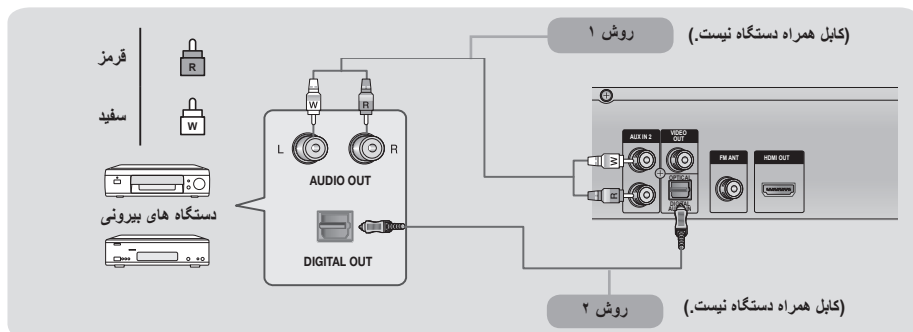 روش ۱ (کابل همراه دستگاه نیست.)
قرمز
R
سفید
W
W
R
L
R
AUDIO OUT
AUX IN 2
VIDEO OUT
FM ANT
HDMI OUT
W
R
OPTICAL
DIGITAL
دستگاه های بیرونی
DIGITAL OUT
روش ۲ (کابل همراه دستگاه نیست.)